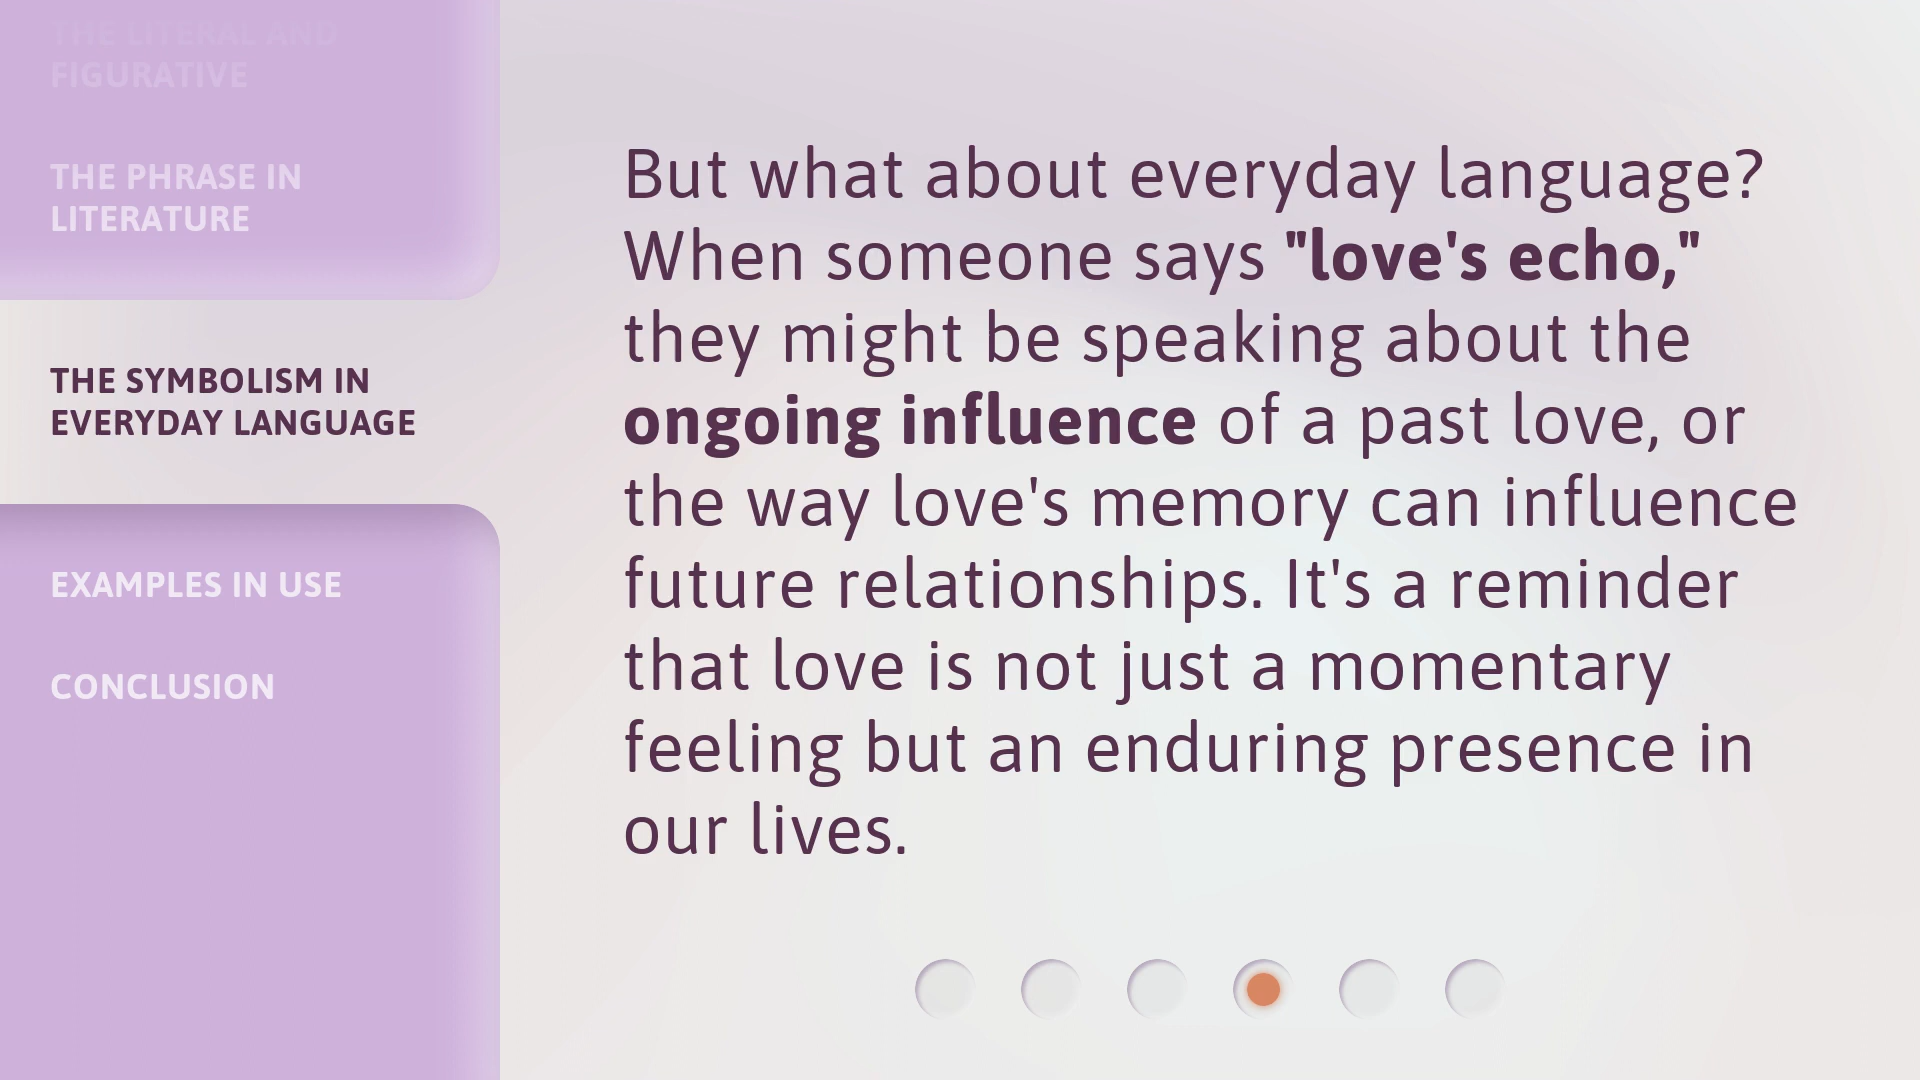 THE LITERAL AND
FIGURATIVE
THE PHRASE IN
LITERATURE
THE SYMBOLISM IN
EVERYDAY LANGUAGE
EXAMPLES IN USE
CONCLUSION
But what about everyday language?
When someone says "love's echo,"
they might be speaking about the
ongoing influence of a past love, or
the way love's memory can influence
future relationships. It's a reminder
that love is not just a momentary
feeling but an enduring presence in
our lives.